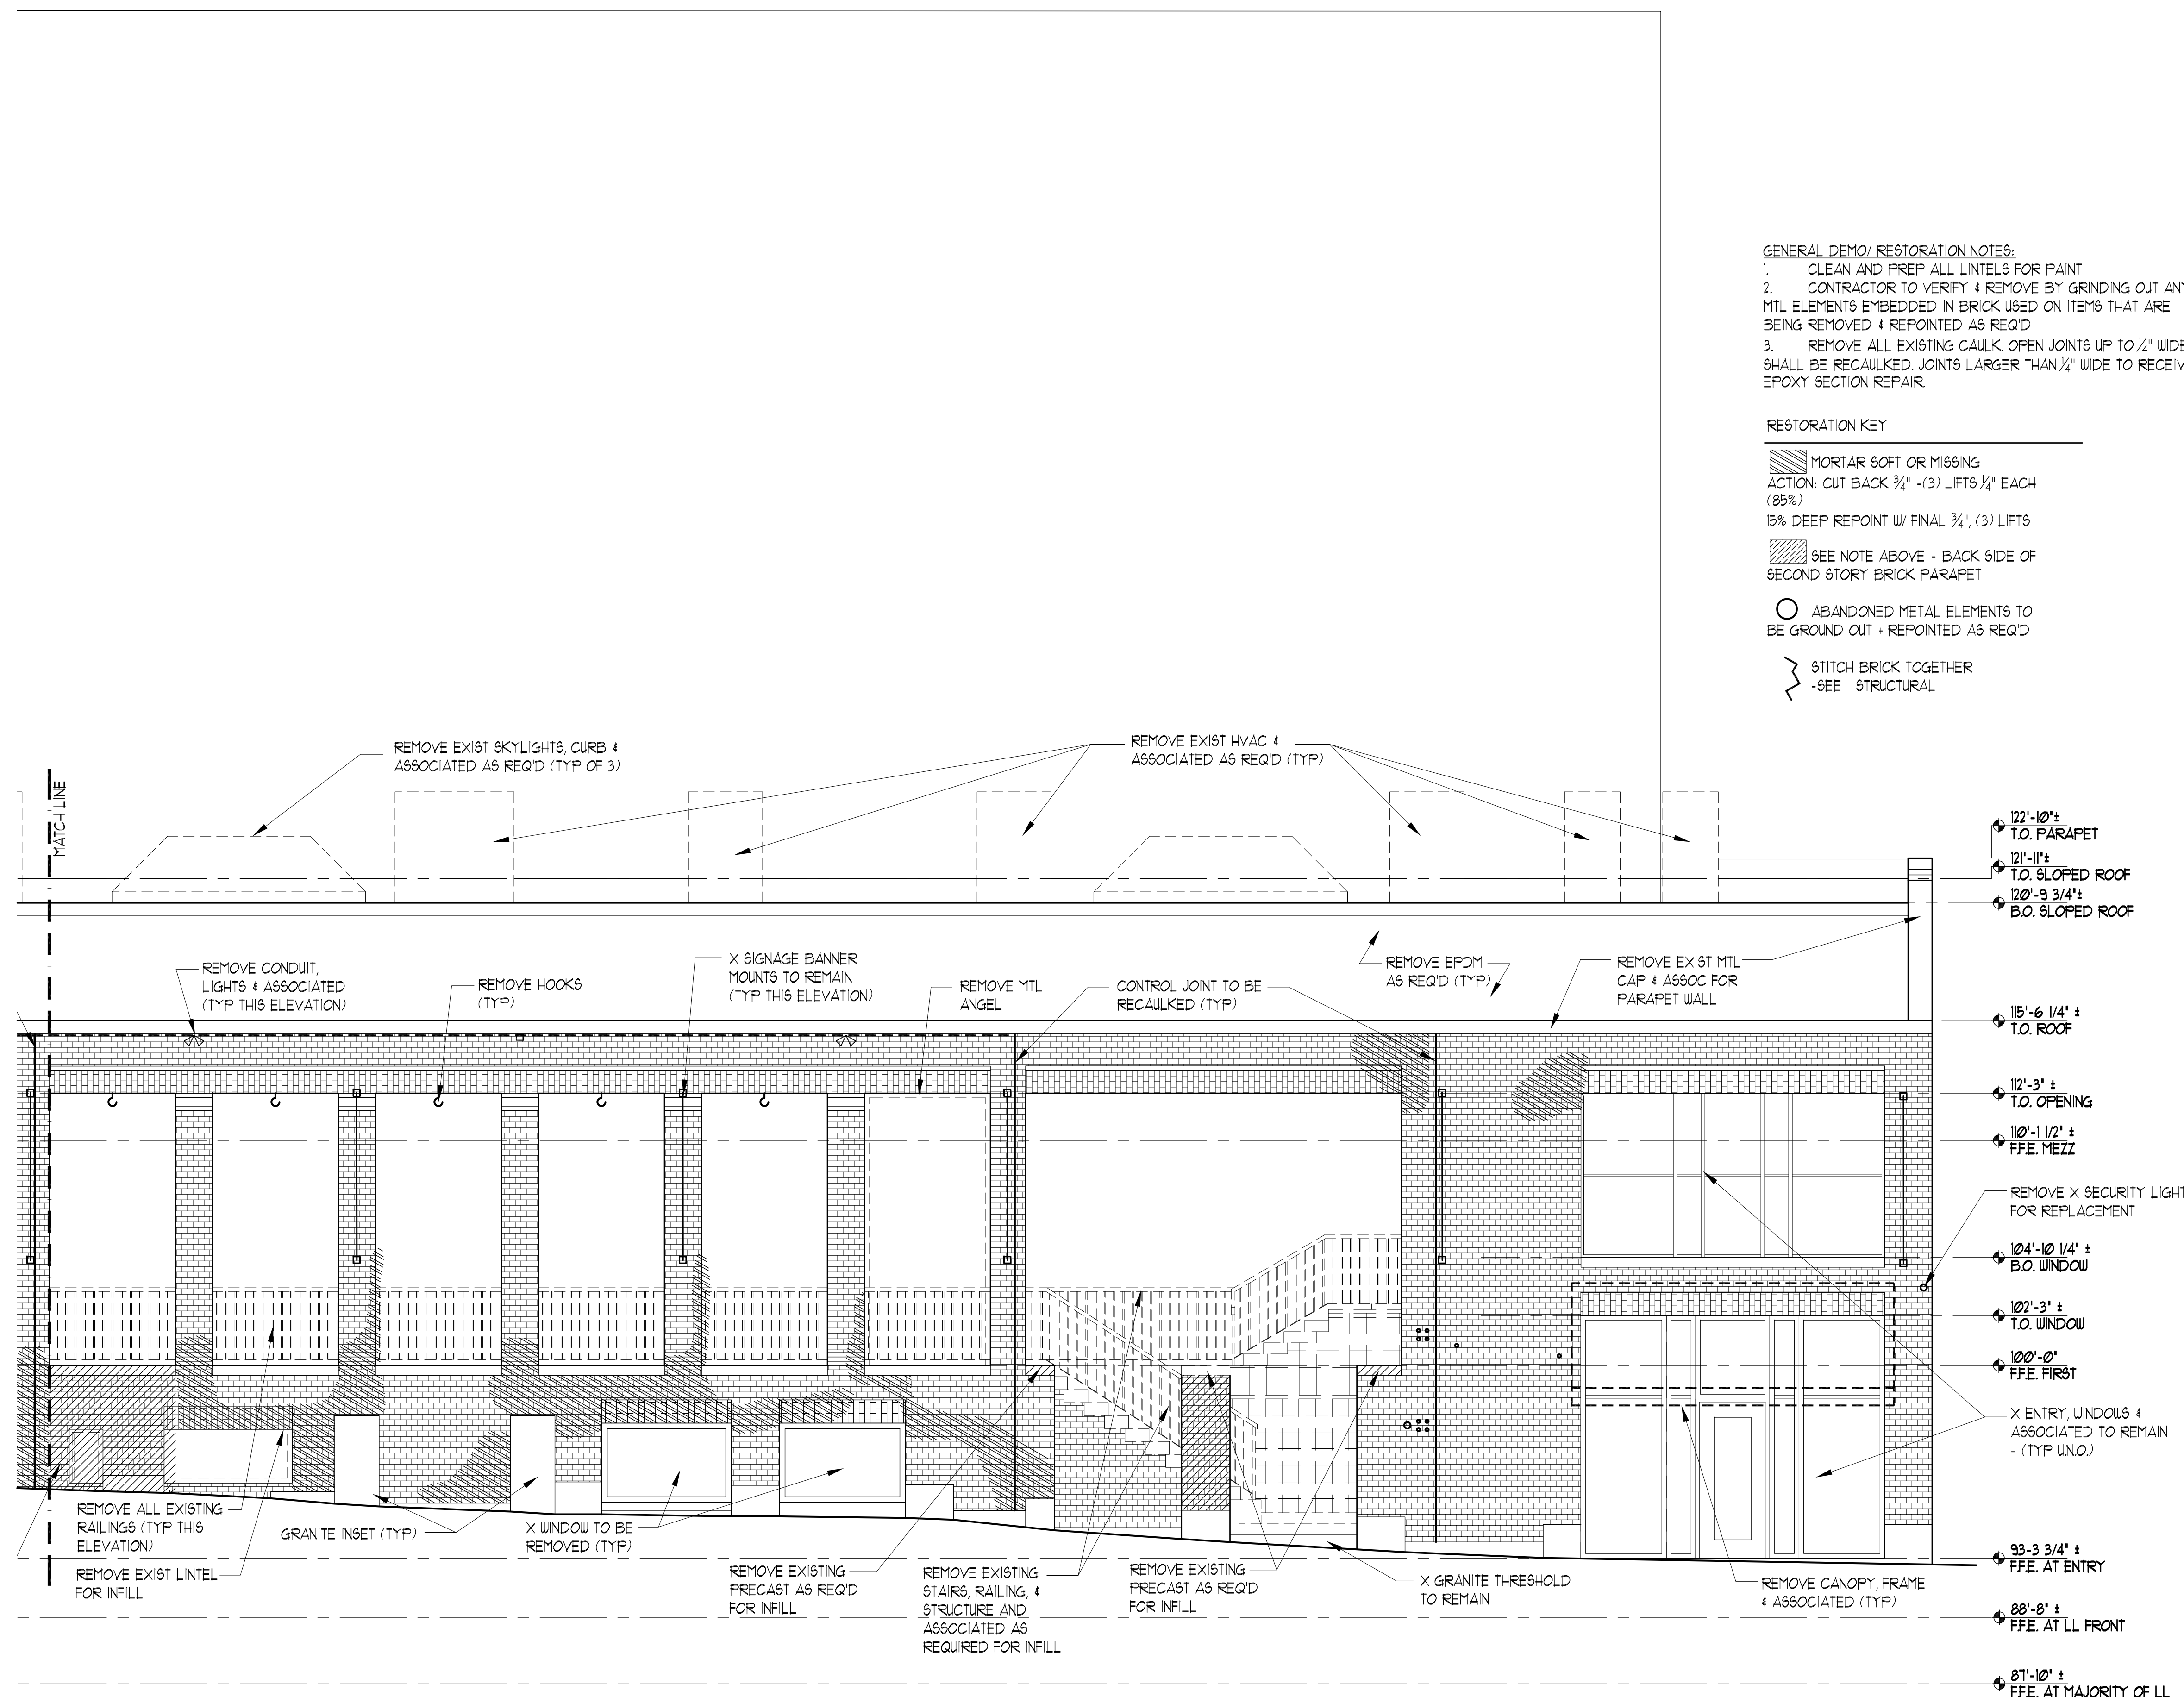 GENERAL DEMO/ RESTORATION NOTES:
1. CLEAN AND PREP ALL LINTELS FOR PAINT
2. CONTRACTOR TO VERIFY & REMOVE BY GRINDING OUT
MTL ELEMENTS EMBEDDED IN BRICK USED ON ITEMS THAT ARE
BEING REMOVED & REPOINTED AS REQ'D
3. REMOVE ALL EXISTING CAULK. OPEN JOINTS UP TO 1/4" WIDE
SHALL BE RECAULKED. JOINTS LARGER THAN 1/4" WIDE TO
EPOXY SECTION REPAIR.
RESTORATION KEY
MORTAR SOFT OR MISSING
ACTION: CUT BACK 3/4" -(3) LIFTS 1/4" EACH
(85%)
15% DEEP REPOINT W/ FINAL 3/4", (3) LIFTS
SEE NOTE ABOVE - BACK SIDE OF
SECOND STORY BRICK PARAPET
ABANDONED METAL ELEMENTS TO
BE GROUND OUT + REPOINTED AS REQ'D
STITCH BRICK TOGETHER
-SEE STRUCTURAL
MATCH LINE
REMOVE EXIST SKYLIGHTS, CURB &
ASSOCIATED AS REQ'D (TYP OF 3)
REMOVE EXIST HVAC &
ASSOCIATED AS REQ'D (TYP)
122'-10"±
T.O. PARAPET
121'-11"±
T.O. SLOPED ROOF
120'-9 3/4"±
B.O. SLOPED ROOF
REMOVE CONDUIT,
LIGHTS & ASSOCIATED
(TYP THIS ELEVATION)
REMOVE HOOKS
(TYP)
X SIGNAGE BANNER
MOUNTS TO REMAIN
(TYP THIS ELEVATION)
REMOVE MTL
ANGEL
CONTROL JOINT TO BE
RECAULKED (TYP)
REMOVE EPDM
AS REQ'D (TYP)
REMOVE EXIST MTL
CAP & ASSOC FOR
PARAPET WALL
115'-6 1/4" ±
T.O. ROOF
112'-3" ±
T.O. OPENING
110'-1 1/2" ±
F.F.E. MEZZ
REMOVE X SECURITY LIGHT
FOR REPLACEMENT
104'-10 1/4" ±
B.O. WINDOW
102'-3" ±
T.O. WINDOW
100'-0"
F.F.E. FIRST
X ENTRY, WINDOWS &
ASSOCIATED TO REMAIN
- (TYP U.N.O.)
REMOVE ALL EXISTING
RAILINGS (TYP THIS
ELEVATION)
REMOVE EXIST LINTEL
FOR INFILL
GRANITE INSET (TYP)
X WINDOW TO BE
REMOVED (TYP)
REMOVE EXISTING
PRECAST AS REQ'D
FOR INFILL
REMOVE EXISTING
STAIRS, RAILING, &
STRUCTURE AND
ASSOCIATED AS
REQUIRED FOR INFILL
REMOVE EXISTING
PRECAST AS REQ'D
FOR INFILL
X GRANITE THRESHOLD
TO REMAIN
REMOVE CANOPY, FRAME
& ASSOCIATED (TYP)
93-3 3/4" ±
F.F.E. AT ENTRY
88'-8" ±
F.F.E. AT LL FRONT
87'-10" ±
F.F.E. AT MAJORITY OF LL